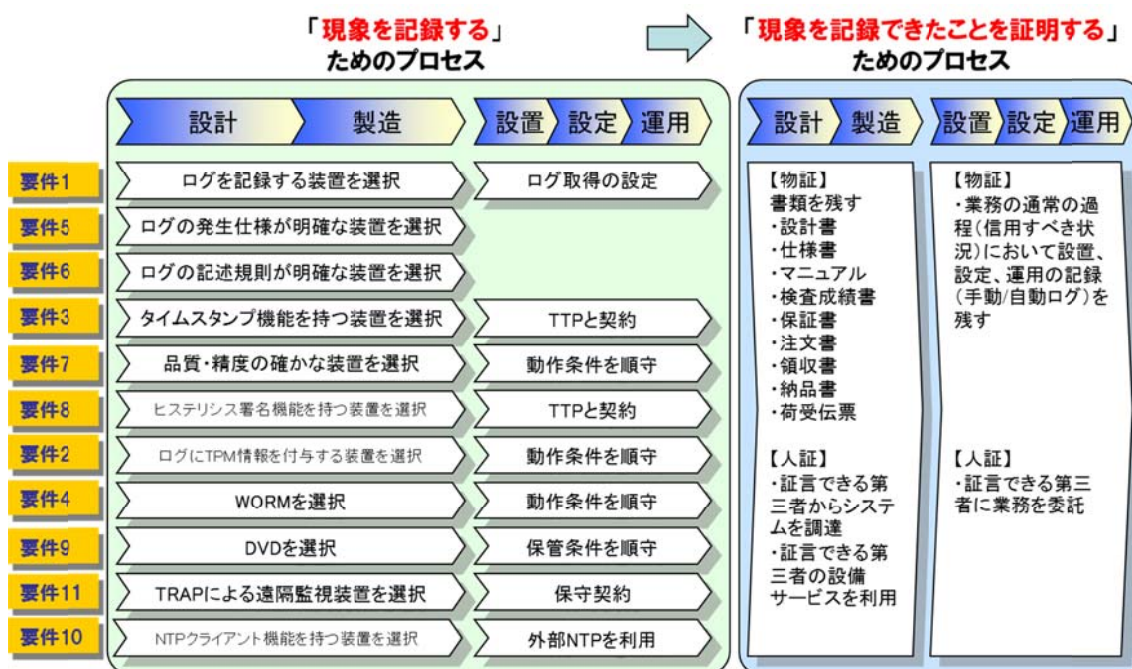 「現象を記録する」
ためのプロセス
「現象を記録できたことを証明する」
ためのプロセス
設計
製造
設置
設定
運用
設計
製造
設置
設定
運用
要件1
ログを記録する装置を選択
ログ取得の設定
要件5
ログの発生仕様が明確な装置を選択
要件6
ログの記述規則が明確な装置を選択
要件3
タイムスタンプ機能を持つ装置を選択
TTPと契約
要件7
品質・精度の確かな装置を選択
動作条件を順守
要件8
ヒステリシス署名機能を持つ装置を選択
TTPと契約
要件2
ログにTPM情報を付与する装置を選択
動作条件を順守
要件4
WORMを選択
動作条件を順守
要件9
DVDを選択
保管条件を順守
要件11
TRAPによる遠隔監視装置を選択
保守契約
要件10
NTPクライアント機能を持つ装置を選択
外部NTPを利用
【物証】
書類を残す
・設計書
・仕様書
・マニュアル
・検査成績書
・保証書
・注文書
・領収書
・納品書
・荷受伝票
【人証】
・証言できる第
三者からシステ
ムを調達
・証言できる第
三者の設備
サービスを利用
【物証】
・業務の通常の過
程(信用すべき状
況)において設置、
設定、運用の記録
(手動/自動ログ)を
残す
【人証】
・証言できる第三
者に業務を委託